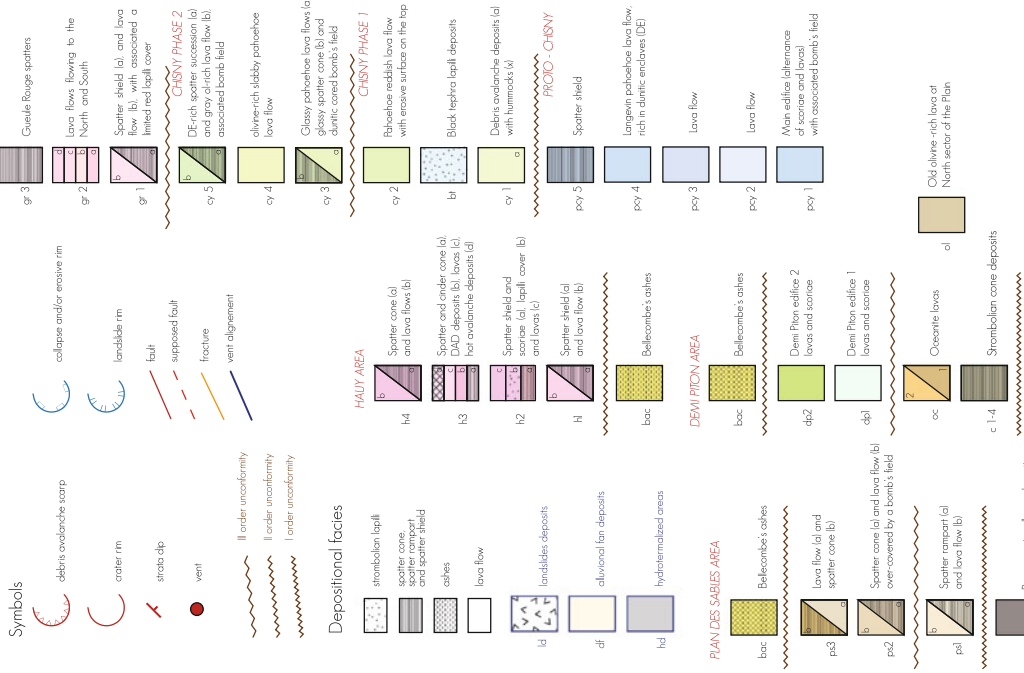 Symbols
debris avalanche scarp
crater rim
strata dip
vent
III order unconformity
II order unconformity
I order unconformity
Depositional facies
strombolian lapilli
spatter cone,
spatter rampart
and spatter shield
ashes
lava flow
ld
landslides deposits
df
alluvional fan deposits
hd
hydrotermalized areas
PLAN DES SABLES AREA
bac
Bellecombe's ashes
ps3
b
a
Lava flow (a) and
spatter cone (b)
ps2
b
a
Spatter cone (a) and lava flow (b)
over-covered by a bomb's field
ps1
b
a
Spatter rampart (a)
and lava flow (b)
collapse and/or erosive rim
landslide rim
fault
supposed fault
fracture
vent alignement
HAUY AREA
h4
b
a
Spatter cone (a)
and lava flows (b)
h3
Spatter and cinder cone (a),
DAD deposits (b), lavas (c),
hot avalanche deposits (d)
h2
Spatter shield and
scoriae (a), lapilli cover (b)
and lavas (c)
h1
b
a
Spatter shield (a)
and lava flow (b)
bac
Bellecombe's ashes
DEMI PITON AREA
bac
Bellecombe's ashes
dp2
Demi Piton edifice 2
lavas and scoriae
dp1
Demi Piton edifice 1
lavas and scoriae
oc
2
1
Oceanite lavas
c 1-4
Strombolian cone deposits
gr 3
Gueule Rouge spatters
gr 2
d
c
b
a
Lava flows flowing to the
North and South
gr 1
b
a
Spatter shield (a), and lava
flow (b), with associated a
limited red lapilli cover
CHISNY PHASE 2
cy 5
b
a
DE-rich spatter succession (a)
and gray ol-rich lava flow (b),
associated bomb field
cy 4
olivine-rich slabby pahoehoe
lava flow
cy 3
b
a
Glassy pahoehoe lava flows (a
glassy spatter cone (b) and
dunitic cored bomb's field
CHISNY PHASE 1
cy 2
Pahoehoe reddish lava flow
with erosive surface on the top
bt
Black tephra lapilli deposits
cy 1
a
Debris avalanche deposits (a)
with hummocks (x)
PROTO - CHISNY
pcy 5
Spatter shield
pcy 4
Langevin pahoehoe lava flow,
rich in dunitic enclaves (DE)
pcy 3
Lava flow
pcy 2
Lava flow
pcy 1
Main edifice (alternance
of scoriae and lavas)
with associated bomb's field
ol
Old olivine -rich lava at
North sector of the Plan